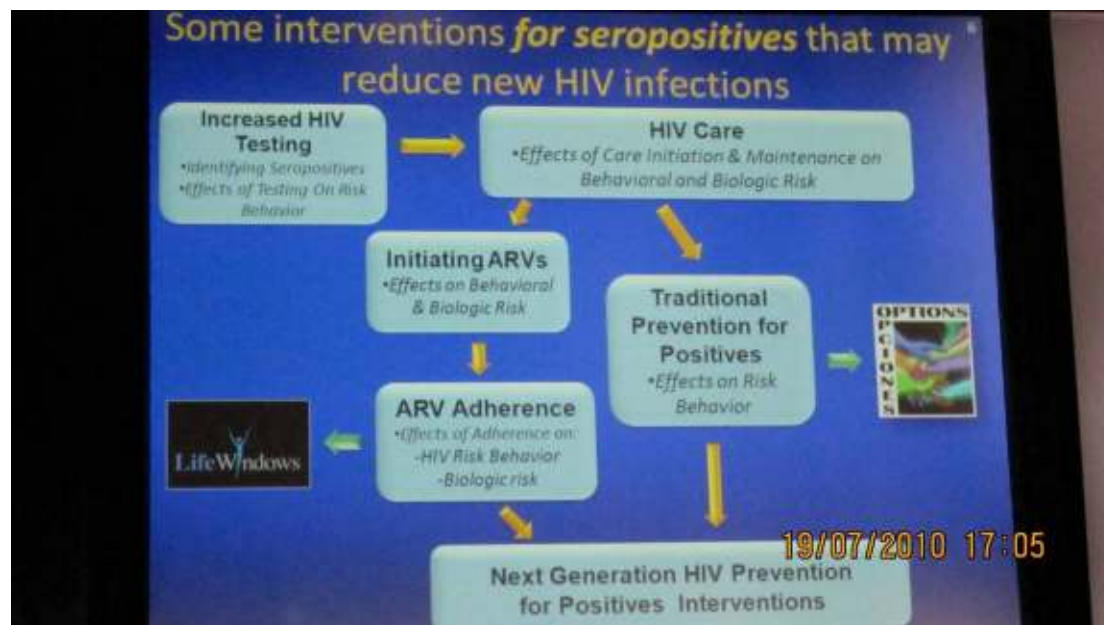 Some interventions for seropositives that may
reduce new HIV infections
Increased HIV
Testing
•Identifying Seropositives
•Effects of Testing On Risk
Behavior
HIV Care
•Effects of Care Initiation & Maintenance on
Behavioral and Biologic Risk
Initiating ARVs
•Effects on Behavioral
& Biologic Risk
Traditional
Prevention for
Positives
•Effects on Risk
Behavior
OPTIONS
OPCIONES
ARV Adherence
•Effects of Adherence on:
-HIV Risk Behavior
-Biologic risk
LifeWindows
19/07/2010 17:05
Next Generation HIV Prevention
for Positives Interventions